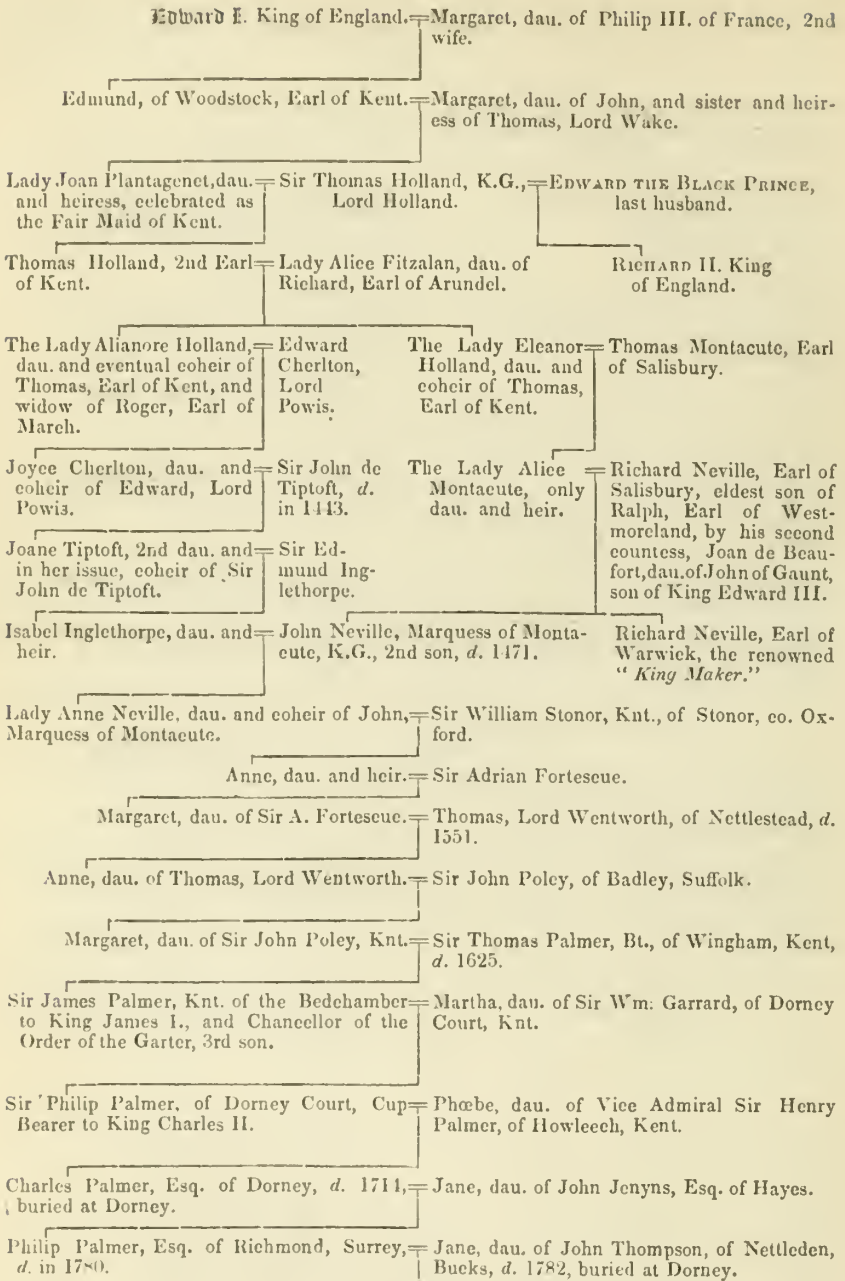 Edward I. King of England.=Margaret, dau. of Philip III. of France, 2nd
wife.
Edmund, of Woodstock, Earl of Kent.=Margaret, dau. of John, and sister and heir-
ess of Thomas, Lord Wake.
Lady Joan Plantagenet, dau.= Sir Thomas Holland, K.G.,=EDWARD THE BLACK PRINCE,
and heiress, celebrated as Lord Holland. last husband.
the Fair Maid of Kent.
Thomas Holland, 2nd Earl= Lady Alice Fitzalan, dau. of RICHARD II. King
of Kent. Richard, Earl of Arundel. of England.
The Lady Alianore Holland,= Edward The Lady Eleanor= Thomas Montacute, Earl
dau. and eventual coheir of Cherlton, Holland, dau. and of Salisbury.
Thomas, Earl of Kent, and Lord coheir of Thomas,
widow of Roger, Earl of Powis. Earl of Kent.
March.
Joyce Cherlton, dau. and= Sir John de The Lady Alice = Richard Neville, Earl of
coheir of Edward, Lord Tiptoft, d. Montacute, only Salisbury, eldest son of
Powis. in 1443. dau. and heir. Ralph, Earl of West-
Joane Tiptoft, 2nd dau. and= Sir Ed- moreland, by his second
in her issue, coheir of Sir mund Ing- countess, Joan de Beau-
John de Tiptoft. lethorpe. fort, dau. of John of Gaunt,
son of King Edward III.
Isabel Inglethorpe, dau. and= John Neville, Marquess of Monta- Richard Neville, Earl of
heir. cute, K.G., 2nd son, d. 1471. Warwick, the renowned
"King Maker."
Lady Anne Neville, dau. and coheir of John,=Sir William Stonor, Knt., of Stonor, co. Ox-
Marquess of Montacute. ford.
Anne, dau. and heir.= Sir Adrian Fortescue.
Margaret, dau. of Sir A. Fortescue.= Thomas, Lord Wentworth, of Nettlestead, d.
1551.
Anne, dau. of Thomas, Lord Wentworth.= Sir John Poley, of Badley, Suffolk.
Margaret, dau. of Sir John Poley, Knt.= Sir Thomas Palmer, Bt., of Wingham, Kent,
d. 1625.
Sir James Palmer, Knt. of the Bedchamber= Martha, dau. of Sir Wm. Garrard, of Dorney
to King James I., and Chancellor of the Court, Knt.
Order of the Garter, 3rd son.
Sir Philip Palmer, of Dorney Court, Cup= Phœbe, dau. of Vice Admiral Sir Henry
Bearer to King Charles II. Palmer, of Howleech, Kent.
Charles Palmer, Esq. of Dorney, d. 1714,= Jane, dau. of John Jenyns, Esq. of Hayes.
buried at Dorney.
Philip Palmer, Esq. of Richmond, Surrey,= Jane, dau. of John Thompson, of Nettleden,
d. in 1780. Bucks, d. 1782, buried at Dorney.